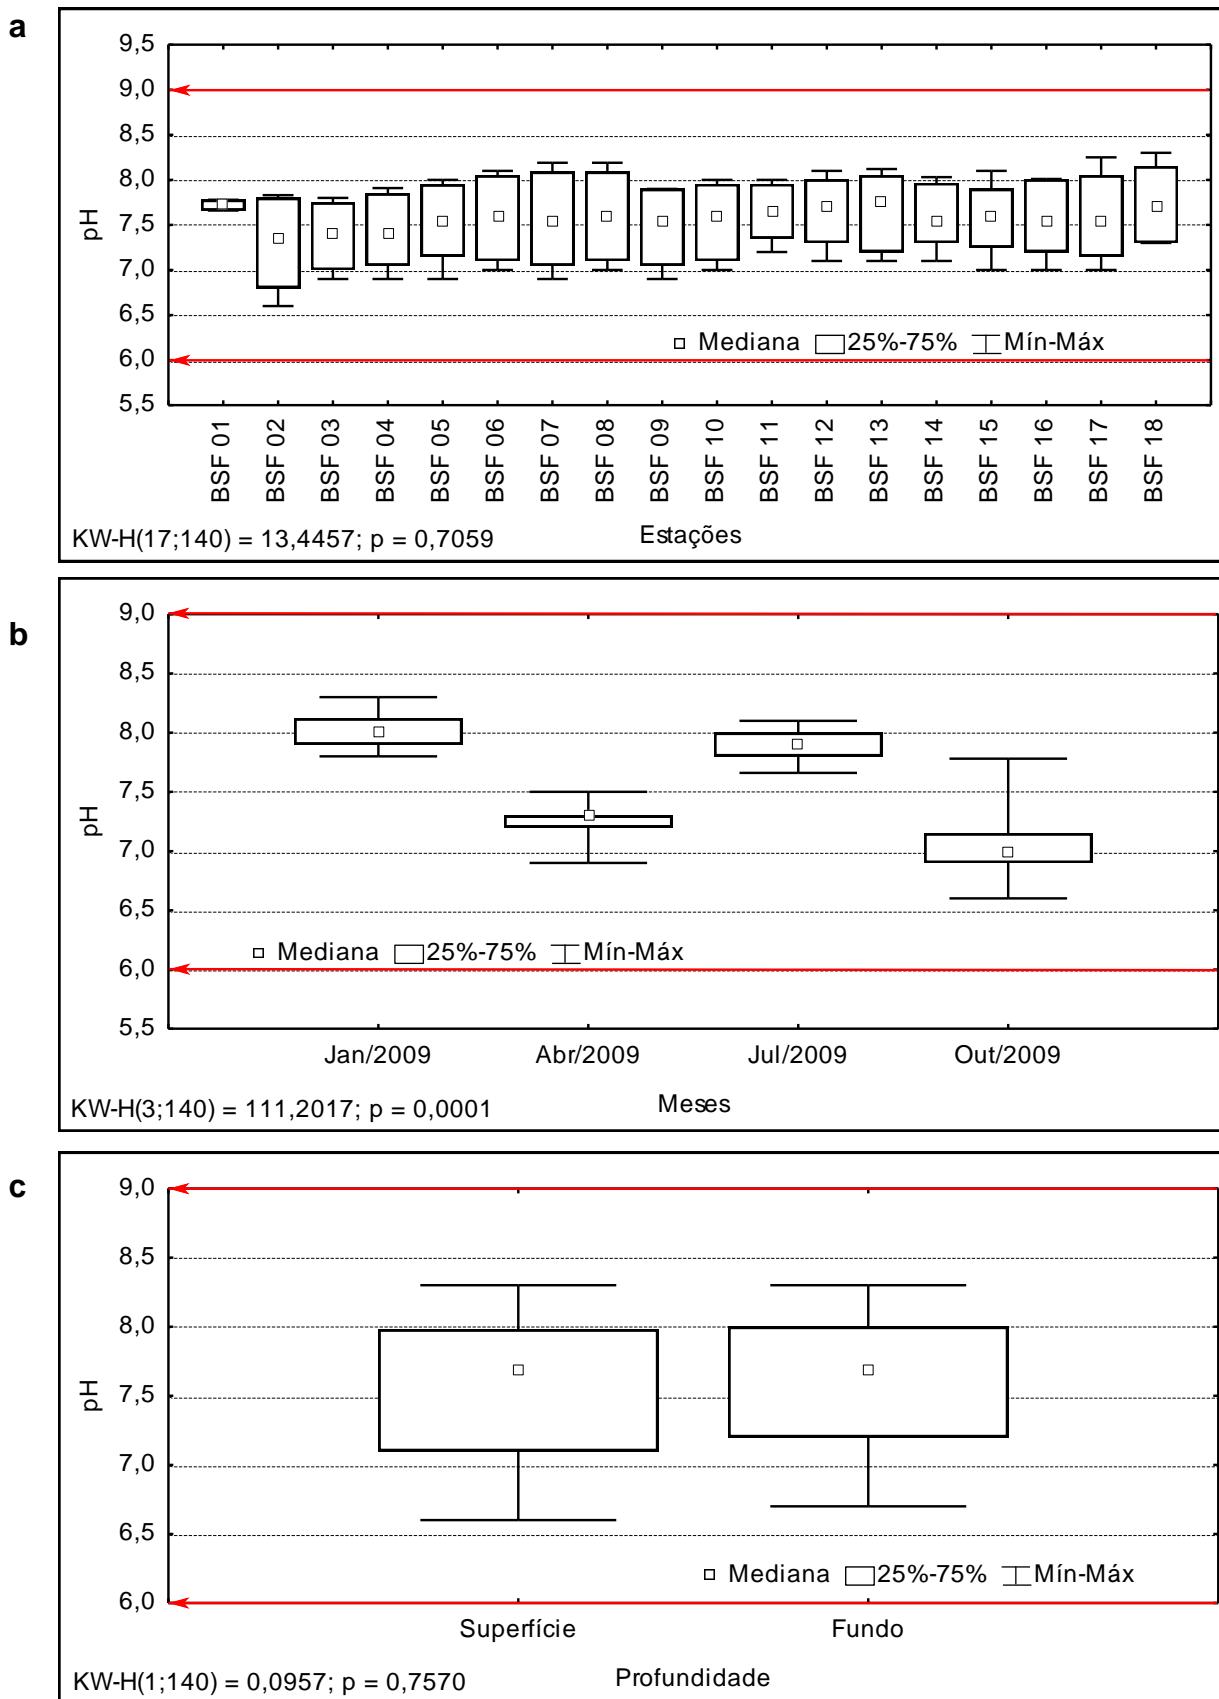 a
9,5
9,0
8,5
8,0
7,5
7,0
6,5
6,0
5,5
pH
Mediana 25%-75% Mín-Máx
BSF 01
BSF 02
BSF 03
BSF 04
BSF 05
BSF 06
BSF 07
BSF 08
BSF 09
BSF 10
BSF 11
BSF 12
BSF 13
BSF 14
BSF 15
BSF 16
BSF 17
BSF 18
Estações
KW-H(17;140) = 13,4457; p = 0,7059
b
9,0
8,5
8,0
7,5
7,0
6,5
6,0
5,5
pH
Mediana 25%-75% Mín-Máx
Jan/2009 Abr/2009 Jul/2009 Out/2009
Meses
KW-H(3;140) = 111,2017; p = 0,0001
c
9,0
8,5
8,0
7,5
7,0
6,5
6,0
pH
Mediana 25%-75% Mín-Máx
Superfície Fundo
Profundidade
KW-H(1;140) = 0,0957; p = 0,7570